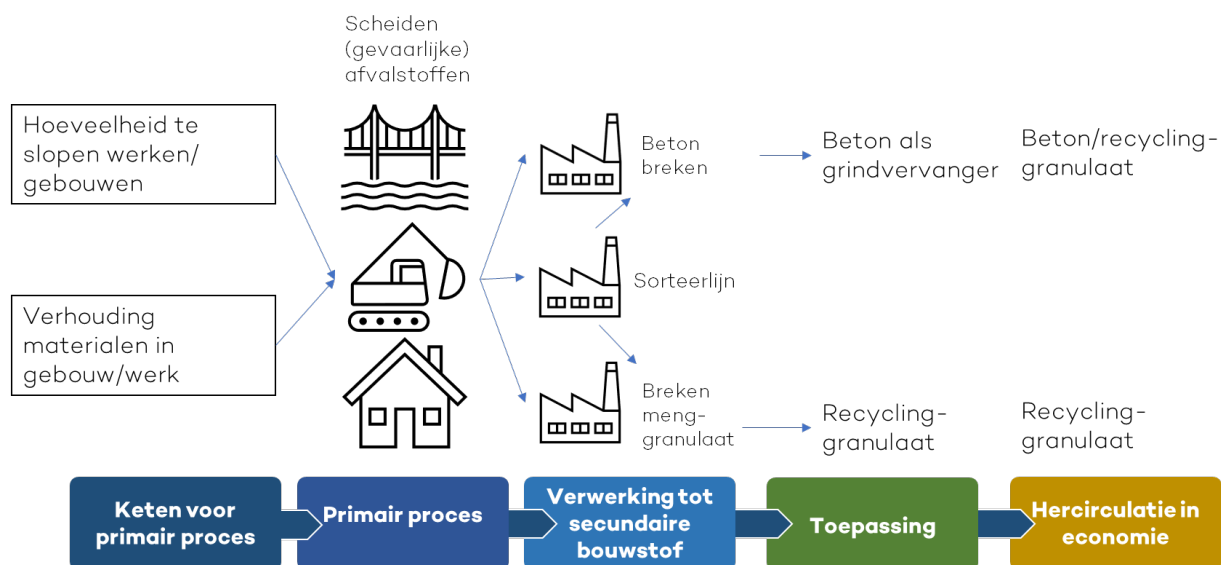 Scheiden
(gevaarlijke)
afvalstoffen
Hoeveelheid te
slopen werken/
gebouwen
Verhouding
materialen in
gebouw/werk
Beton
breken
Sorteerlijn
Breken
meng-
granulaat
Beton als
grindvervanger
Beton/recycling-
granulaat
Recycling-
granulaat
Recycling-
granulaat
Keten voor
primair proces
Primair proces
Verwerking tot
secundaire
bouwstof
Toepassing
Hercirculatie in
economie